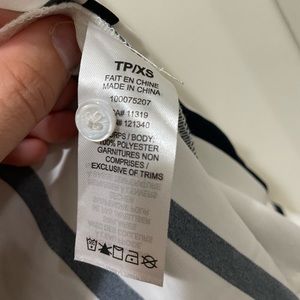 TP/XS
FAIT EN CHINE
MADE IN CHINA
100075207
CA# 11319
# 121340
CORPS / BODY:
100% POLYESTER
GARNITURES NON
COMPRISES /
EXCLUSIVE OF TRIMS